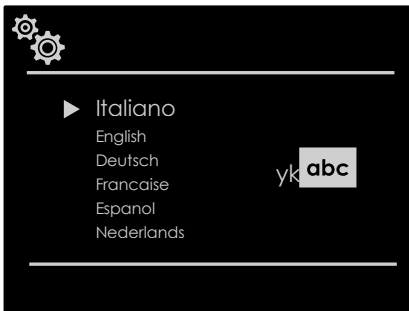 Italiano
English
Deutsch
Francaise
Espanol
Nederlands
yk abc